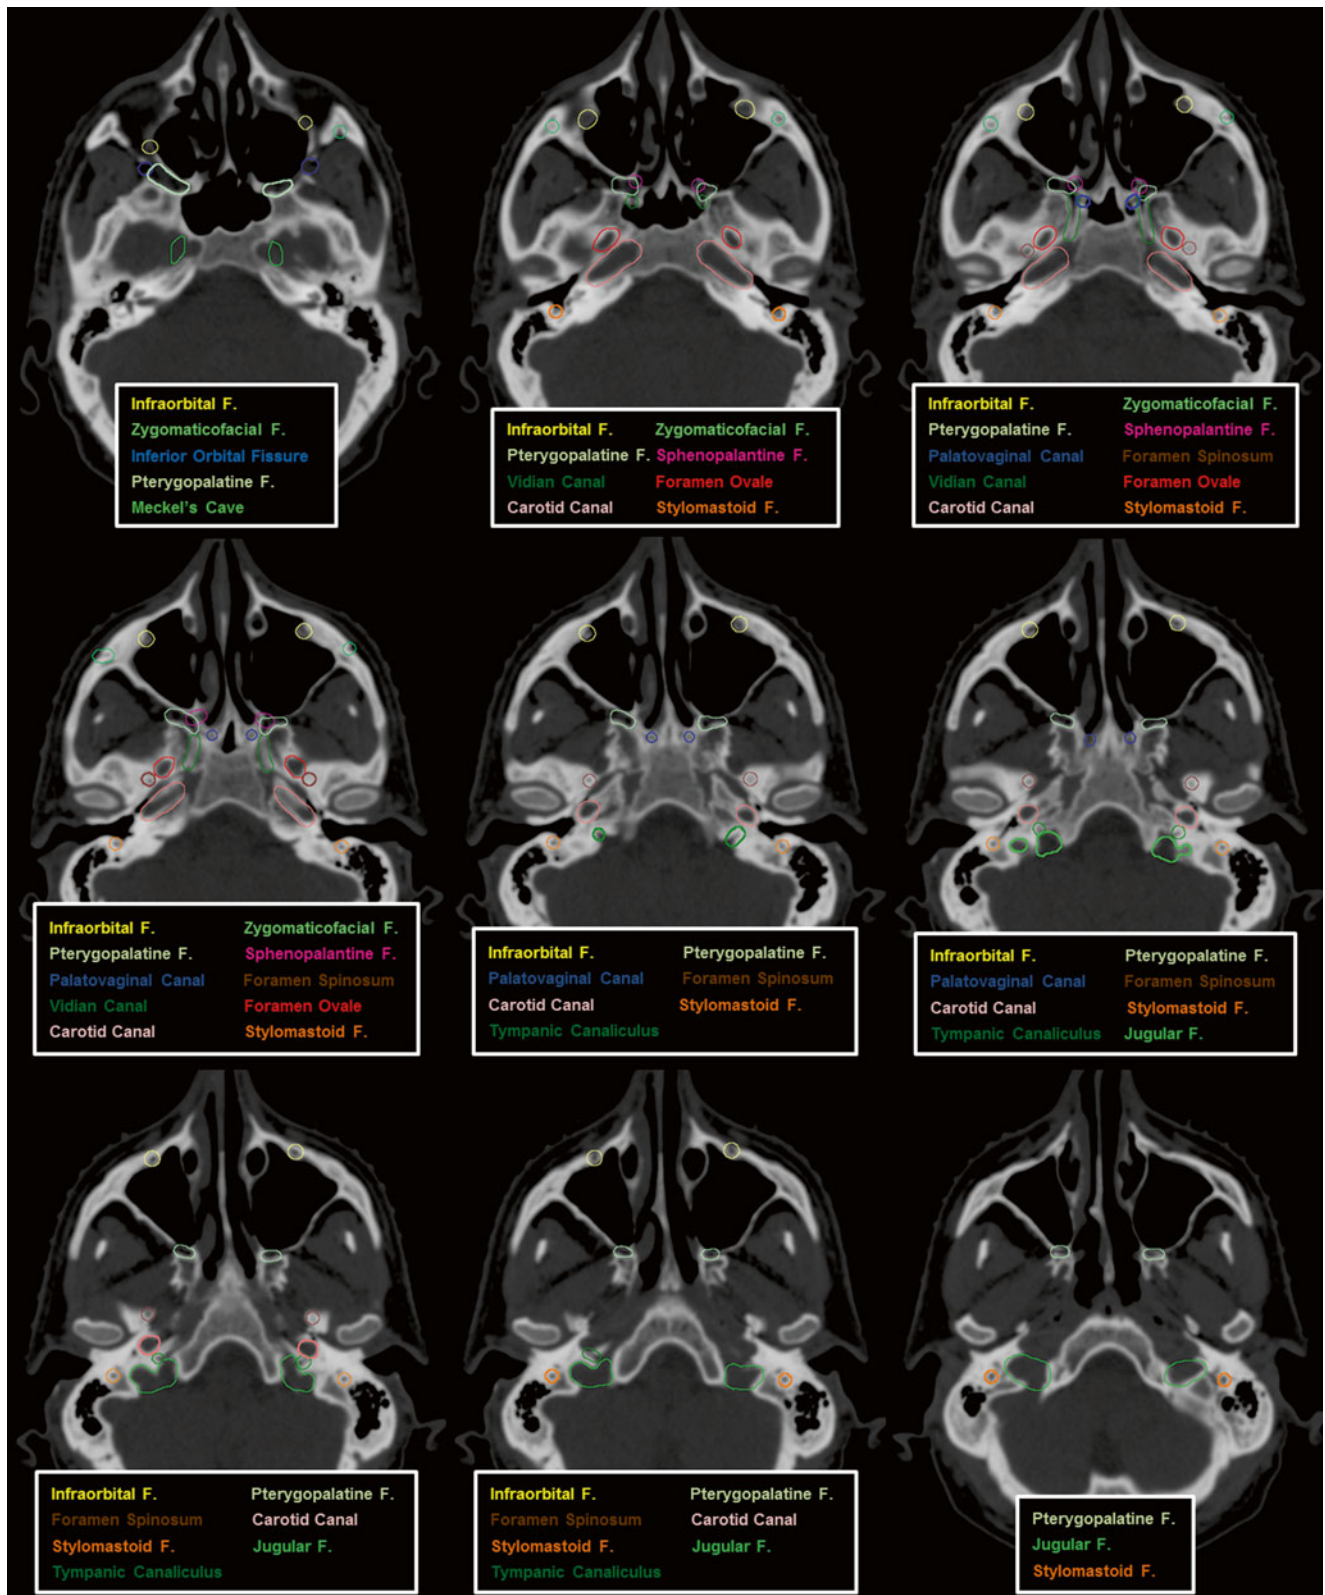 Infraorbital F.
Zygomaticofacial F.
Inferior Orbital Fissure
Pterygopalatine F.
Meckel's Cave
Infraorbital F. Zygomaticofacial F.
Pterygopalatine F. Sphenopalantine F.
Vidian Canal Foramen Ovale
Carotid Canal Stylomastoid F.
Infraorbital F. Zygomaticofacial F.
Pterygopalatine F. Sphenopalantine F.
Palatovaginal Canal Foramen Spinosum
Vidian Canal Foramen Ovale
Carotid Canal Stylomastoid F.
Infraorbital F. Zygomaticofacial F.
Pterygopalatine F. Sphenopalantine F.
Palatovaginal Canal Foramen Spinosum
Vidian Canal Foramen Ovale
Carotid Canal Stylomastoid F.
Infraorbital F. Pterygopalatine F.
Palatovaginal Canal Foramen Spinosum
Carotid Canal Stylomastoid F.
Tympanic Canaliculus
Infraorbital F. Pterygopalatine F.
Palatovaginal Canal Foramen Spinosum
Carotid Canal Stylomastoid F.
Tympanic Canaliculus Jugular F.
Infraorbital F. Pterygopalatine F.
Foramen Spinosum Carotid Canal
Stylomastoid F. Jugular F.
Tympanic Canaliculus
Infraorbital F. Pterygopalatine F.
Foramen Spinosum Carotid Canal
Stylomastoid F. Jugular F.
Tympanic Canaliculus
Pterygopalatine F.
Jugular F.
Stylomastoid F.